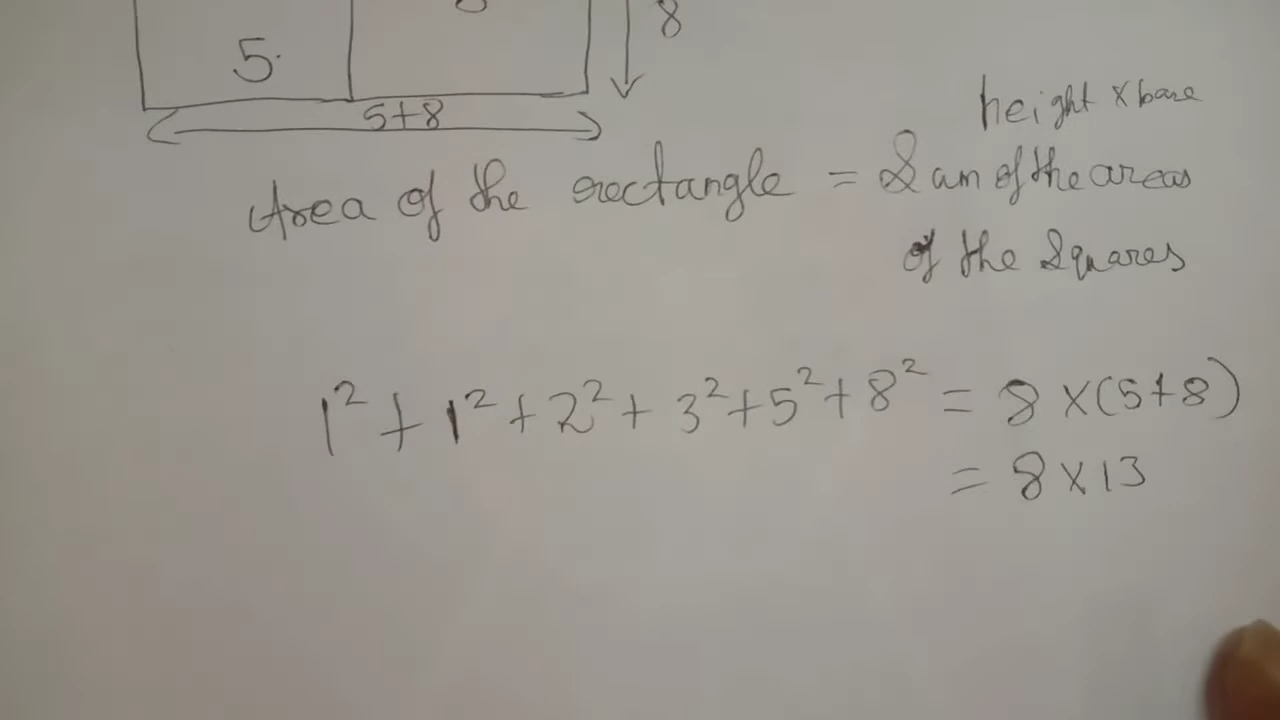 8
5
5+8
height × base
Area of the rectangle = Sum of the areas
of the Squares
1² + 1² + 2² + 3² + 5² + 8² = 8 × (5+8)
= 8 × 13